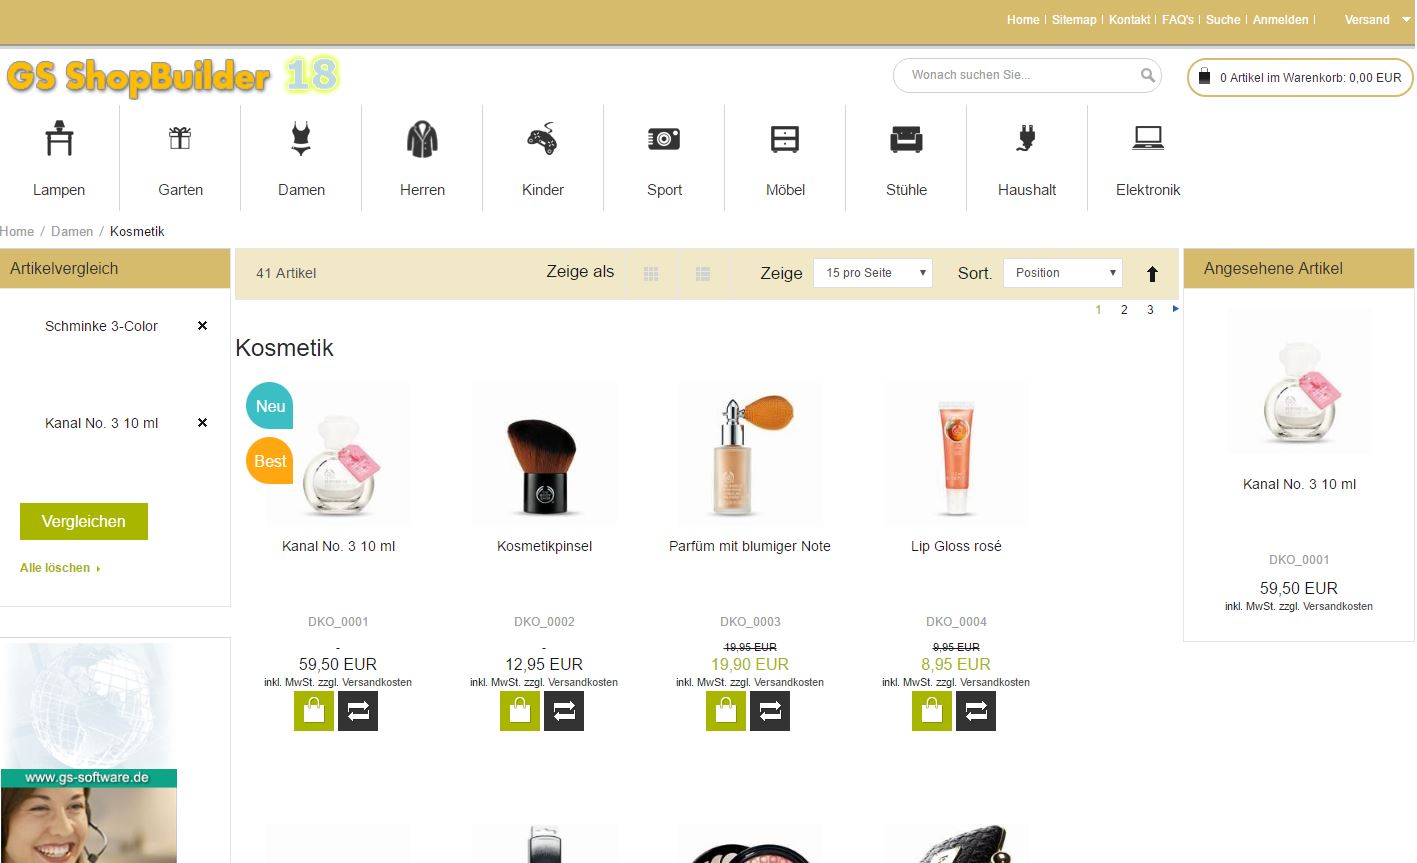 Home | Sitemap | Kontakt | FAQ's | Suche | Anmelden | Versand
GS ShopBuilder 18
Wonach suchen Sie...
0 Artikel im Warenkorb: 0,00 EUR
Lampen Garten Damen Herren Kinder Sport Möbel Stühle Haushalt Elektronik
Home / Damen / Kosmetik
Artikelvergleich
Schminke 3-Color
Kanal No. 3 10 ml
Vergleichen
Alle löschen
www.gs-software.de
41 Artikel Zeige als Zeige 15 pro Seite Sort. Position
1 2 3
Kosmetik
Neu
Best
Kanal No. 3 10 ml Kosmetikpinsel Parfüm mit blumiger Note Lip Gloss rosé
DKO_0001 DKO_0002 DKO_0003 DKO_0004
- - 19,95 EUR 9,95 EUR
59,50 EUR 12,95 EUR 19,90 EUR 8,95 EUR
inkl. MwSt. zzgl. Versandkosten inkl. MwSt. zzgl. Versandkosten inkl. MwSt. zzgl. Versandkosten inkl. MwSt. zzgl. Versandkosten
Angesehene Artikel
Kanal No. 3 10 ml
DKO_0001
59,50 EUR
inkl. MwSt. zzgl. Versandkosten